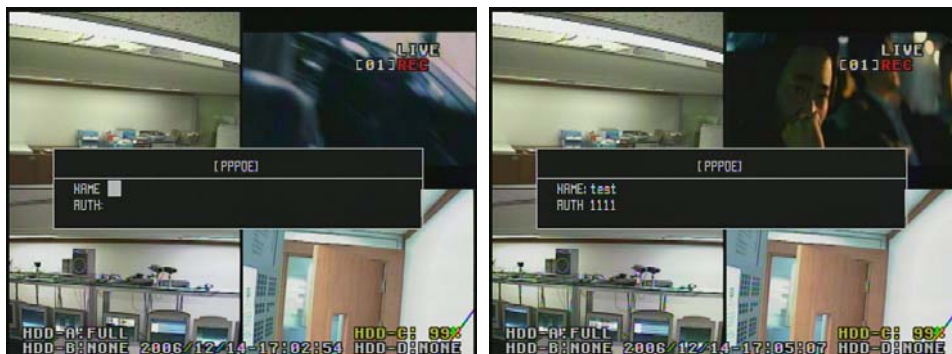 LIVE
[01]REC
[PPPOE]
NAME
AUTH:
HDD-A:FULL HDD-C: 99%
HDD-B:NONE 2006/12/14-17:02:54 HDD-D:NONE
LIVE
[01]REC
[PPPOE]
NAME: test
AUTH 1111
HDD-A:FULL HDD-C: 99%
HDD-B:NONE 2006/12/14-17:05:07 HDD-D:NONE